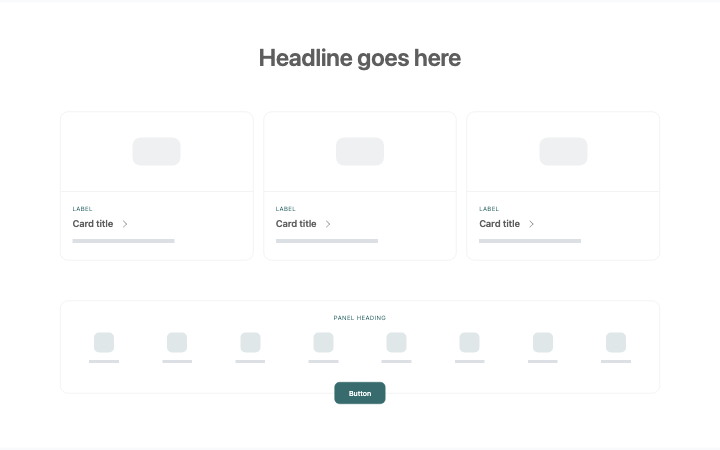 Headline goes here
LABEL
Card title
LABEL
Card title
LABEL
Card title
PANEL HEADING
Button